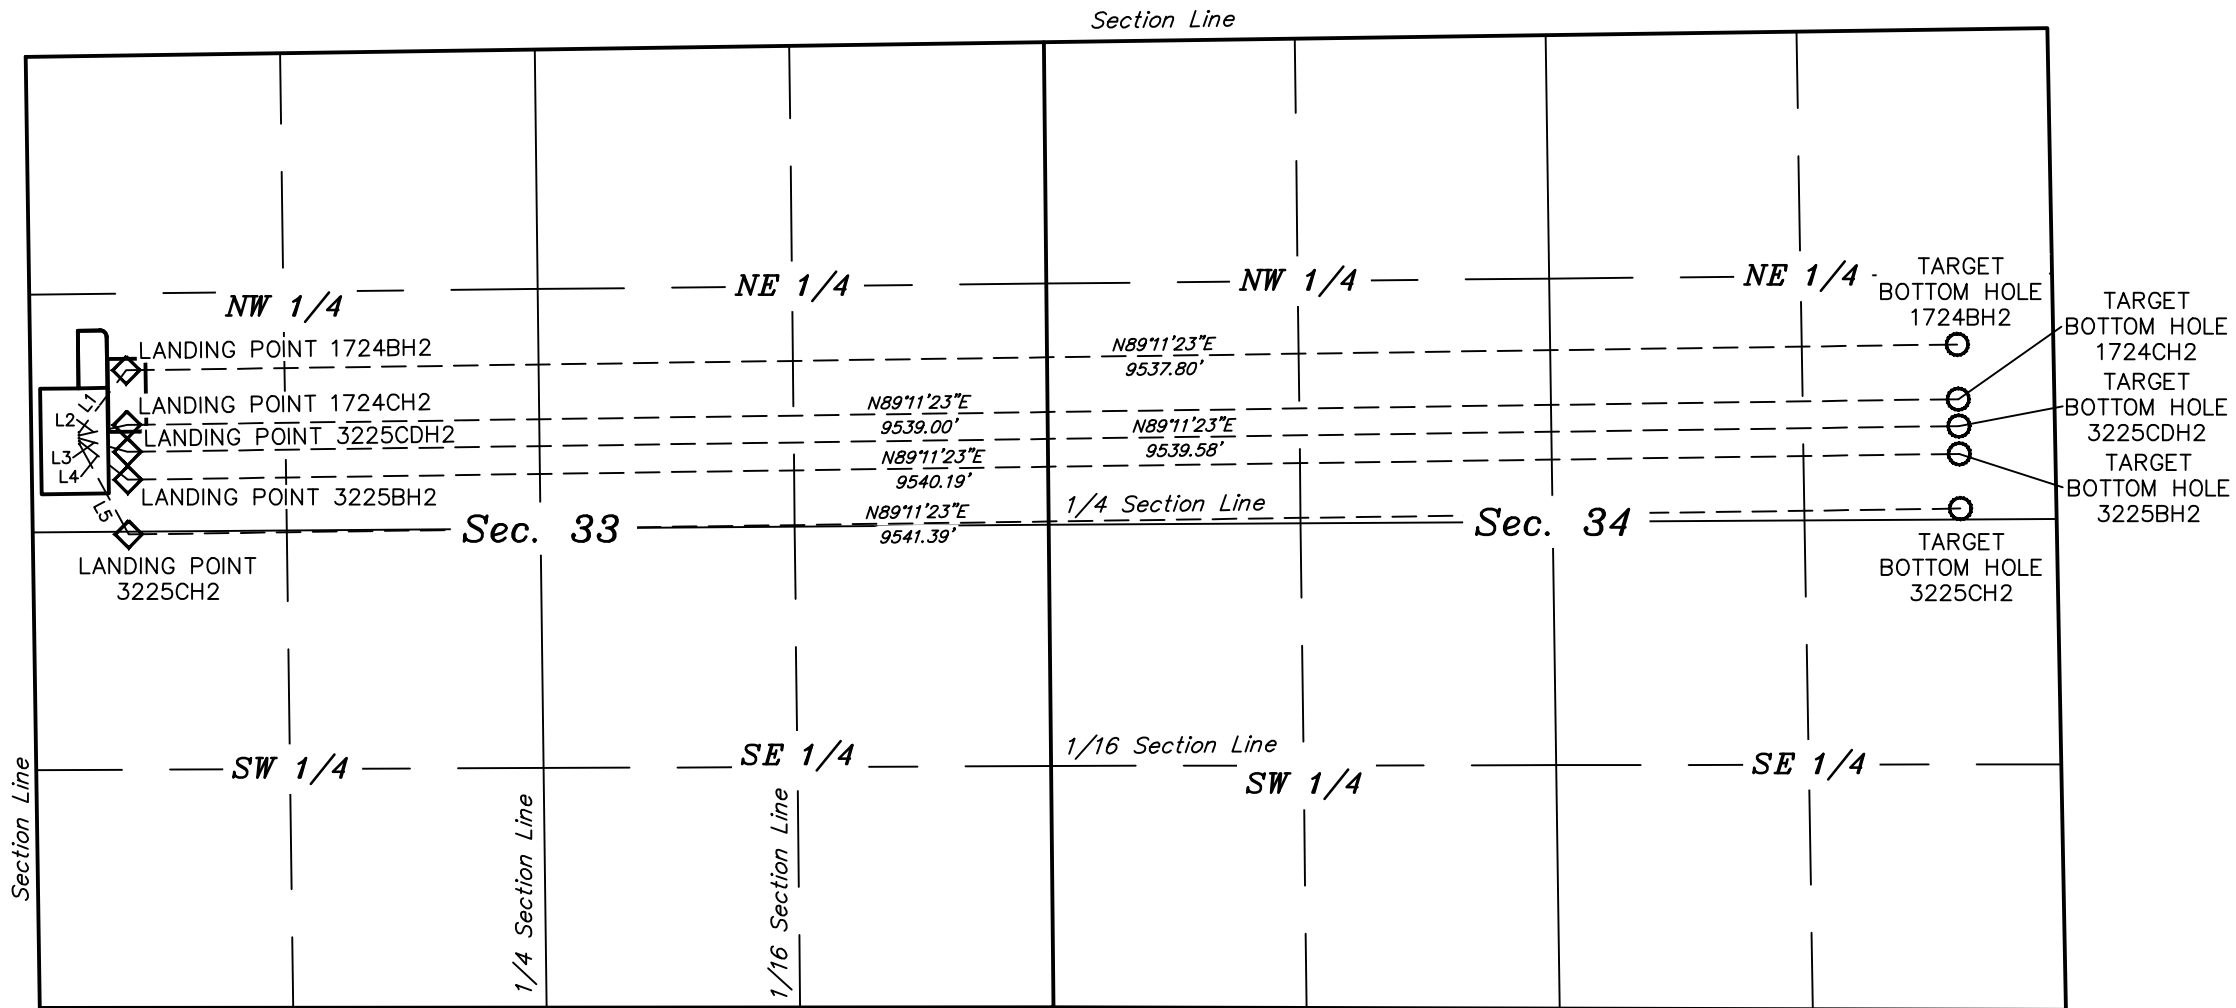 Section Line
NW 1/4
NE 1/4
NW 1/4
NE 1/4
TARGET
BOTTOM HOLE
1724BH2
TARGET
BOTTOM HOLE
1724CH2
TARGET
BOTTOM HOLE
3225CDH2
TARGET
BOTTOM HOLE
3225BH2
LANDING POINT 1724BH2
N89°11'23"E
9537.80'
L1
L2
LANDING POINT 1724CH2
N89°11'23"E
9539.00'
LANDING POINT 3225CDH2
N89°11'23"E
9539.58'
L3
L4
N89°11'23"E
9540.19'
LANDING POINT 3225BH2
L5
1/4 Section Line
N89°11'23"E
9541.39'
Sec. 33
Sec. 34
LANDING POINT
3225CH2
TARGET
BOTTOM HOLE
3225CH2
1/16 Section Line
SW 1/4
SE 1/4
SW 1/4
SE 1/4
Section Line
1/4 Section Line
1/16 Section Line